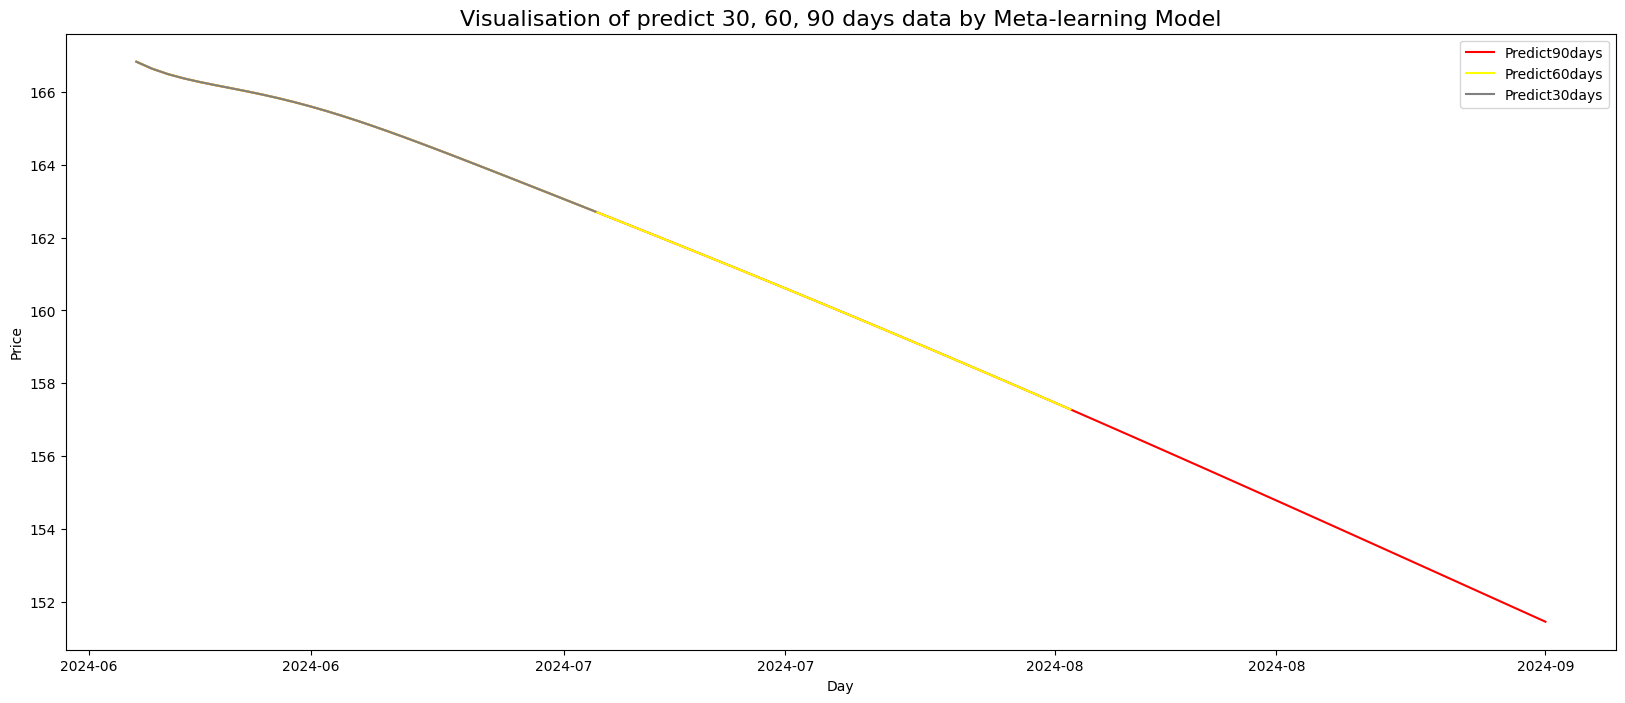 Visualisation of predict 30, 60, 90 days data by Meta-learning Model
Predict90days
Predict60days
Predict30days
Price
166
164
162
160
158
156
154
152
2024-06
2024-06
2024-07
2024-07
2024-08
2024-08
2024-09
Day